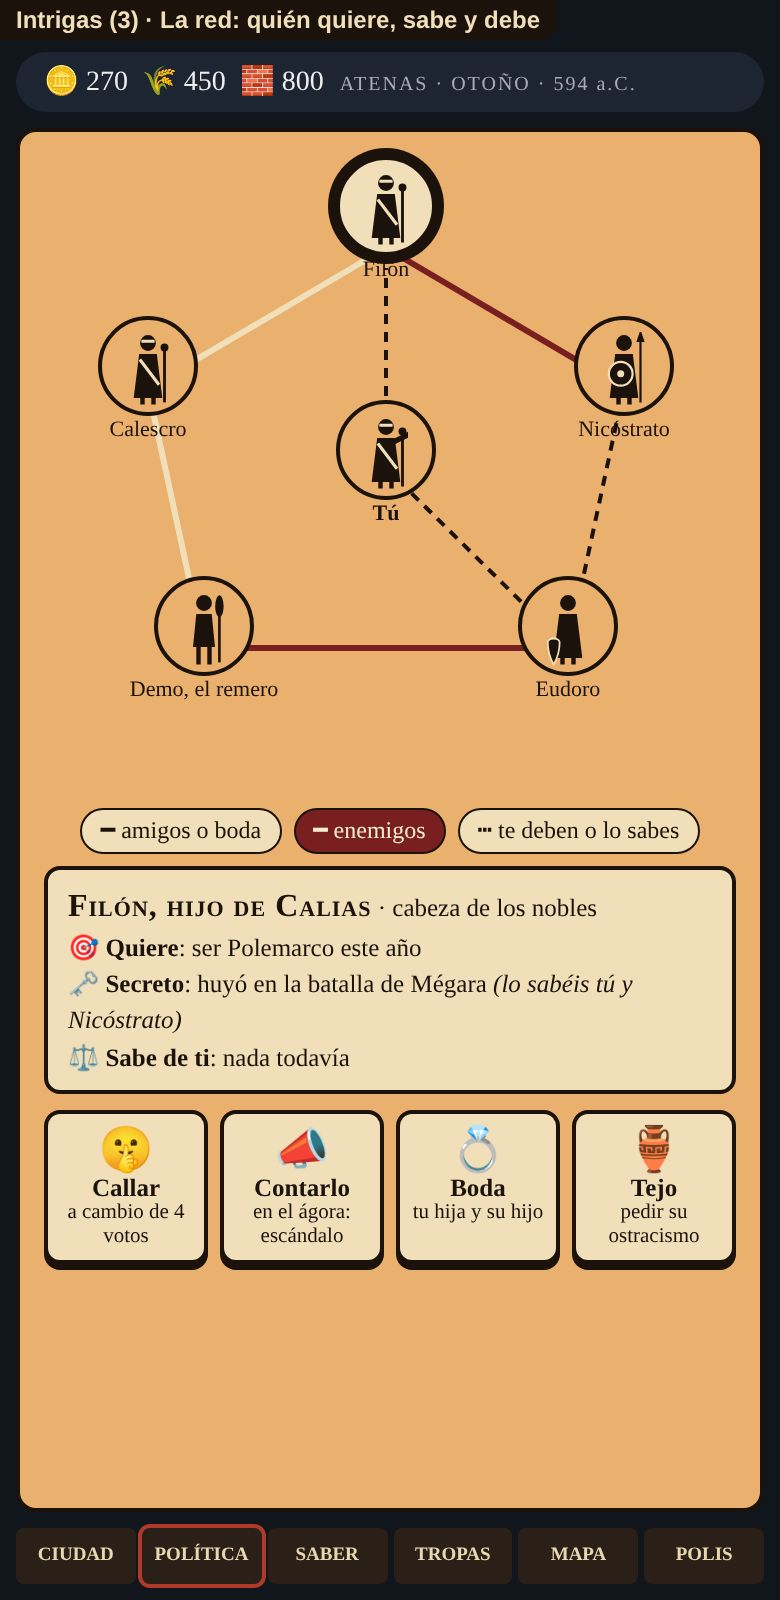 Intrigas (3) · La red: quién quiere, sabe y debe
🪙 270 🌾 450 🧱 800 ATENAS · OTOÑO · 594 a.C.
Filón
Calescro
Nicóstrato
Tú
Demo, el remero
Eudoro
━ amigos o boda
━ enemigos
┅ te deben o lo sabes
Filón, hijo de Calias · cabeza de los nobles
🎯 Quiere: ser Polemarco este año
🗝️ Secreto: huyó en la batalla de Mégara (lo sabéis tú y
Nicóstrato)
⚖️ Sabe de ti: nada todavía
🤫
Callar
a cambio de 4
votos
📣
Contarlo
en el ágora:
escándalo
💍
Boda
tu hija y su hijo
🏺
Tejo
pedir su
ostracismo
CIUDAD
POLÍTICA
SABER
TROPAS
MAPA
POLIS